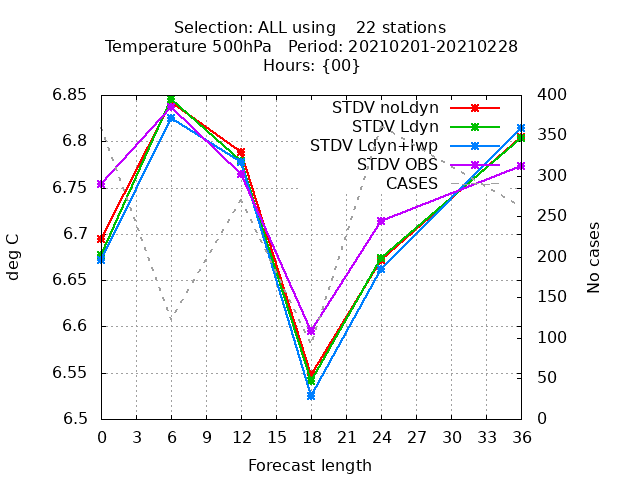 Selection: ALL using    22 stations
Temperature 500hPa   Period: 20210201-20210228
Hours: {00}
STDV noLdyn
STDV Ldyn
STDV Ldyn+lwp
STDV OBS
CASES
6.85
6.8
6.75
6.7
6.65
6.6
6.55
6.5
400
350
300
250
200
150
100
50
0
deg C
No cases
0 3 6 9 12 15 18 21 24 27 30 33 36
Forecast length